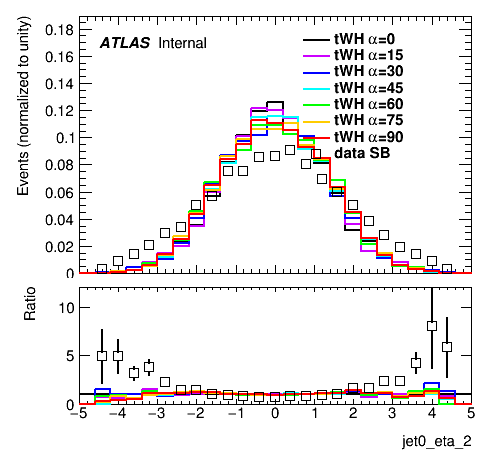 ATLAS Internal
tWH α=0
tWH α=15
tWH α=30
tWH α=45
tWH α=60
tWH α=75
tWH α=90
data SB
Events (normalized to unity)
0.18
0.16
0.14
0.12
0.1
0.08
0.06
0.04
0.02
0
Ratio
10
5
0
−5 −4 −3 −2 −1 0 1 2 3 4 5
jet0_eta_2